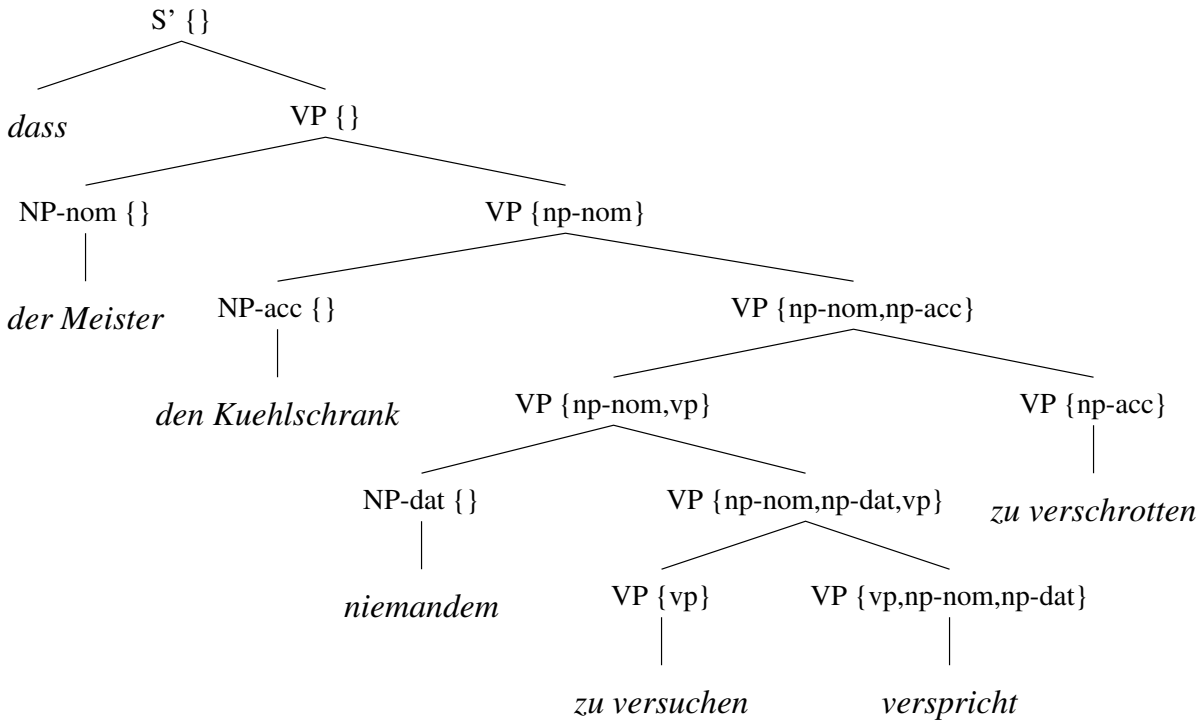 S’ {}
dass VP {}
NP-nom {} VP {np-nom}
der Meister NP-acc {} VP {np-nom,np-acc}
den Kuehlschrank VP {np-nom,vp} VP {np-acc}
NP-dat {} VP {np-nom,np-dat,vp} zu verschrotten
niemandem VP {vp} VP {vp,np-nom,np-dat}
zu versuchen verspricht